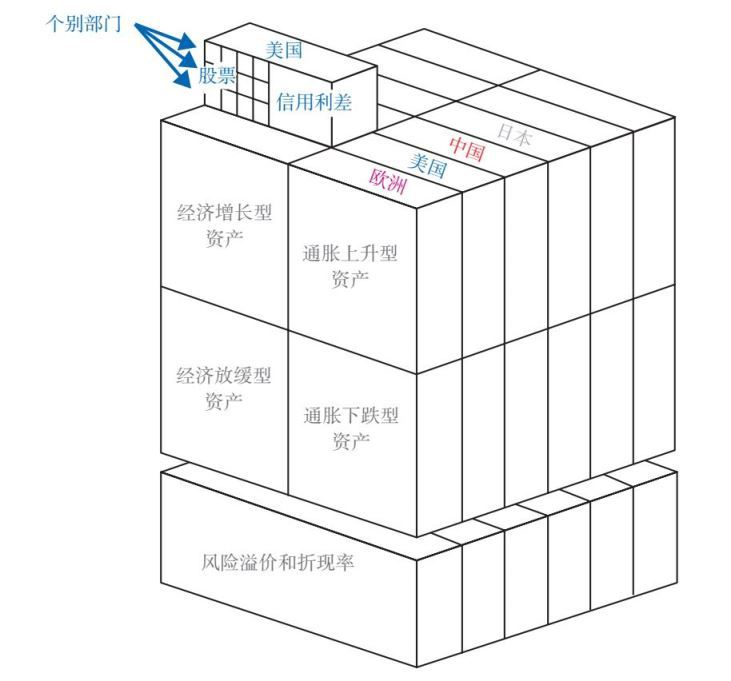 个别部门
美国
股票
信用利差
日本
中国
美国
欧洲
经济增长型
资产
通胀上升型
资产
经济放缓型
资产
通胀下跌型
资产
风险溢价和折现率